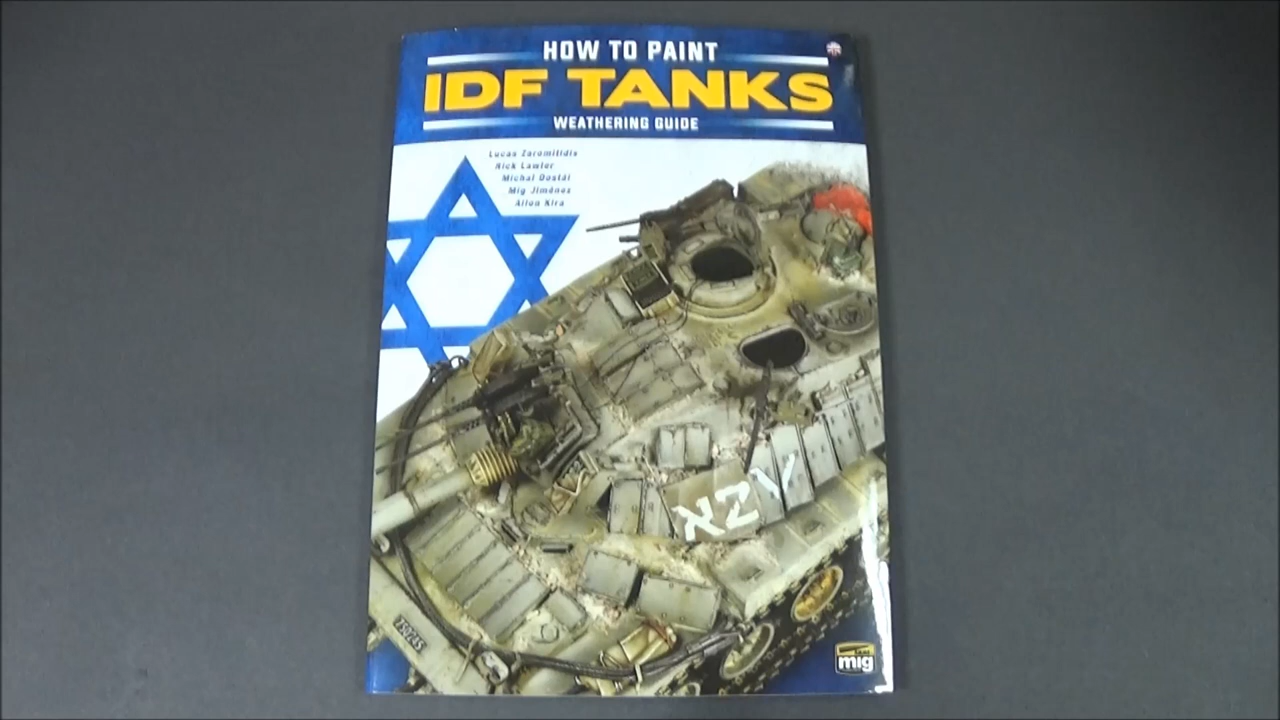 HOW TO PAINT
IDF TANKS
WEATHERING GUIDE
Lucas Zaromitidis
Rick Lawler
Michal Dostál
Mig Jiménez
Allon Kira
mig